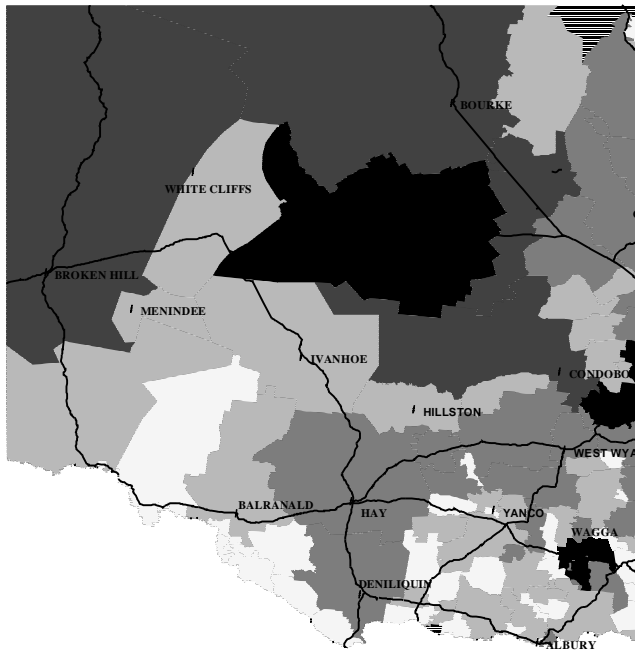 BOURKE
WHITE CLIFFS
BROKEN HILL
MENINDEE
IVANHOE
CONDOBO
HILLSTON
WEST WYA
BALRANALD
HAY
YANCO
WAGGA
DENILIQUIN
ALBURY